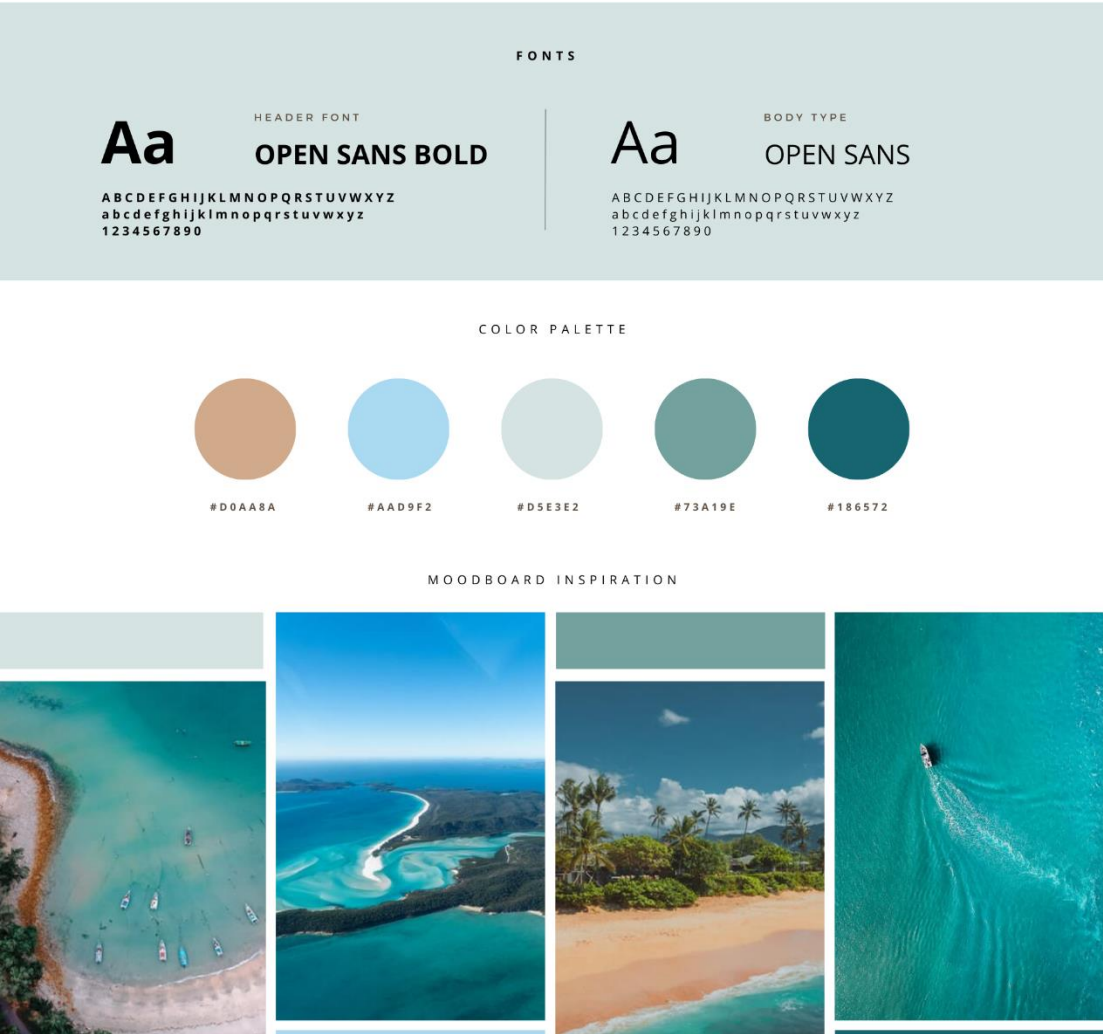 FONTS
Aa
HEADER FONT
OPEN SANS BOLD
ABCDEFGHIJKLMNOPQRSTUVWXYZ
abcdefghijklmnopqrstuvwxyz
1234567890
Aa
BODY TYPE
OPEN SANS
ABCDEFGHIJKLMNOPQRSTUVWXYZ
abcdefghijklmnopqrstuvwxyz
1234567890
COLOR PALETTE
#D0AA8A
#AAD9F2
#D5E3E2
#73A19E
#186572
MOODBOARD INSPIRATION